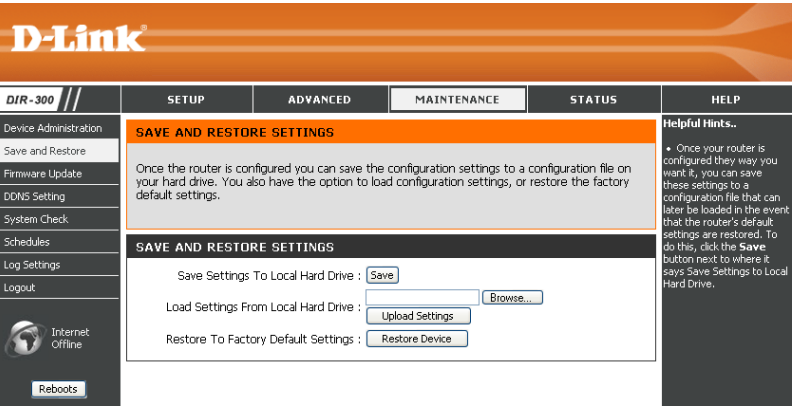 D-Link
DIR-300
SETUP
ADVANCED
MAINTENANCE
STATUS
HELP
Device Administration
Save and Restore
Firmware Update
DDNS Setting
System Check
Schedules
Log Settings
Logout
Internet
Offline
Reboots
SAVE AND RESTORE SETTINGS
Once the router is configured you can save the configuration settings to a configuration file on
your hard drive. You also have the option to load configuration settings, or restore the factory
default settings.
SAVE AND RESTORE SETTINGS
Save Settings To Local Hard Drive : Save
Load Settings From Local Hard Drive : Browse...
Upload Settings
Restore To Factory Default Settings : Restore Device
Helpful Hints..
• Once your router is
configured they way you
want it, you can save
these settings to a
configuration file that can
later be loaded in the event
that the router's default
settings are restored. To
do this, click the Save
button next to where it
says Save Settings to Local
Hard Drive.